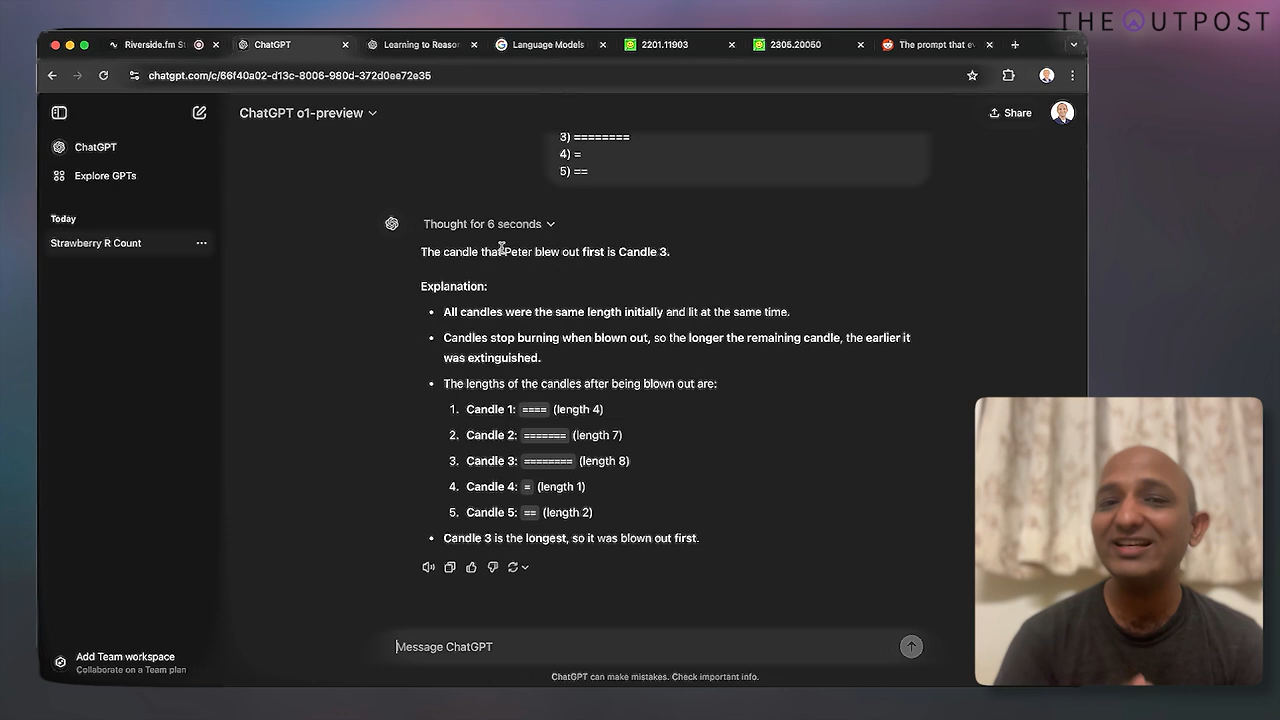 THE OUTPOST
Riverside.fm St
ChatGPT
Learning to Reason
Language Models
2201.11903
2305.20050
The prompt that ev
chatgpt.com/c/66f40a02-d13c-8006-980d-372d0ee72e35
ChatGPT o1-preview
Share
ChatGPT
Explore GPTs
Today
Strawberry R Count
3) ========
4) =
5) ==
Thought for 6 seconds
The candle that Peter blew out first is Candle 3.
Explanation:
• All candles were the same length initially and lit at the same time.
• Candles stop burning when blown out, so the longer the remaining candle, the earlier it
was extinguished.
• The lengths of the candles after being blown out are:
1. Candle 1: ==== (length 4)
2. Candle 2: ======= (length 7)
3. Candle 3: ======== (length 8)
4. Candle 4: = (length 1)
5. Candle 5: == (length 2)
• Candle 3 is the longest, so it was blown out first.
Message ChatGPT
Add Team workspace
Collaborate on a Team plan
ChatGPT can make mistakes. Check important info.